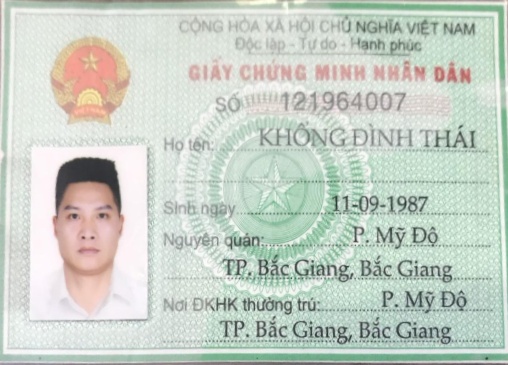 CỘNG HÒA XÃ HỘI CHỦ NGHĨA VIỆT NAM
Độc lập - Tự do - Hạnh phúc
GIẤY CHỨNG MINH NHÂN DÂN
SỐ 121964007
Họ tên: KHỔNG ĐÌNH THÁI
Sinh ngày 11-09-1987
Nguyên quán: P. Mỹ Độ
TP. Bắc Giang, Bắc Giang
Nơi ĐKHK thường trú: P. Mỹ Độ
TP. Bắc Giang, Bắc Giang